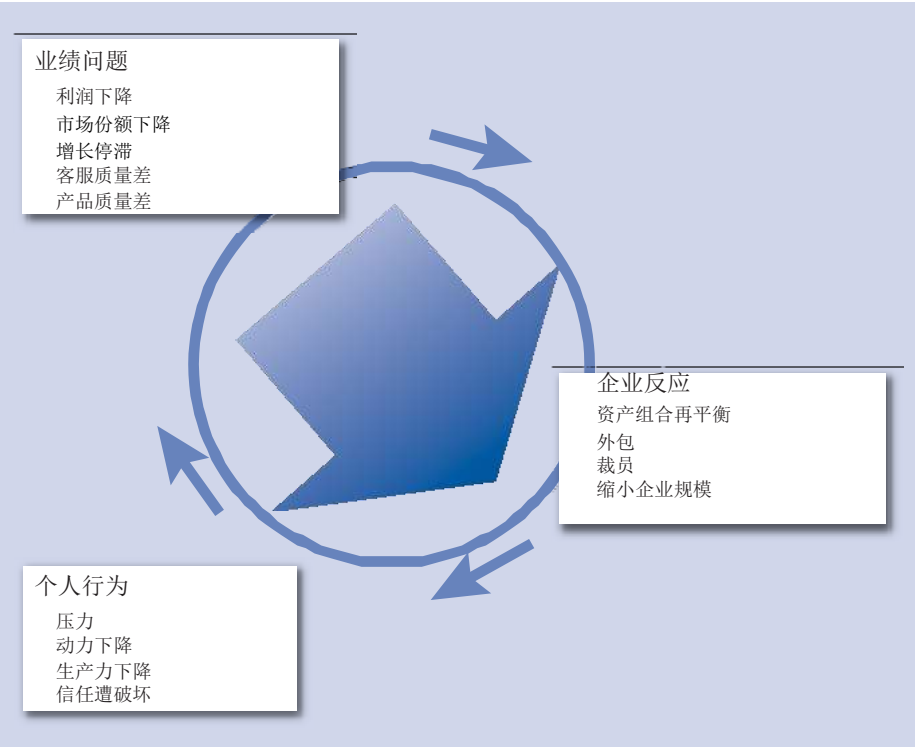 业绩问题
利润下降
市场份额下降
增长停滞
客服质量差
产品质量差
企业反应
资产组合再平衡
外包
裁员
缩小企业规模
个人行为
压力
动力下降
生产力下降
信任遭破坏